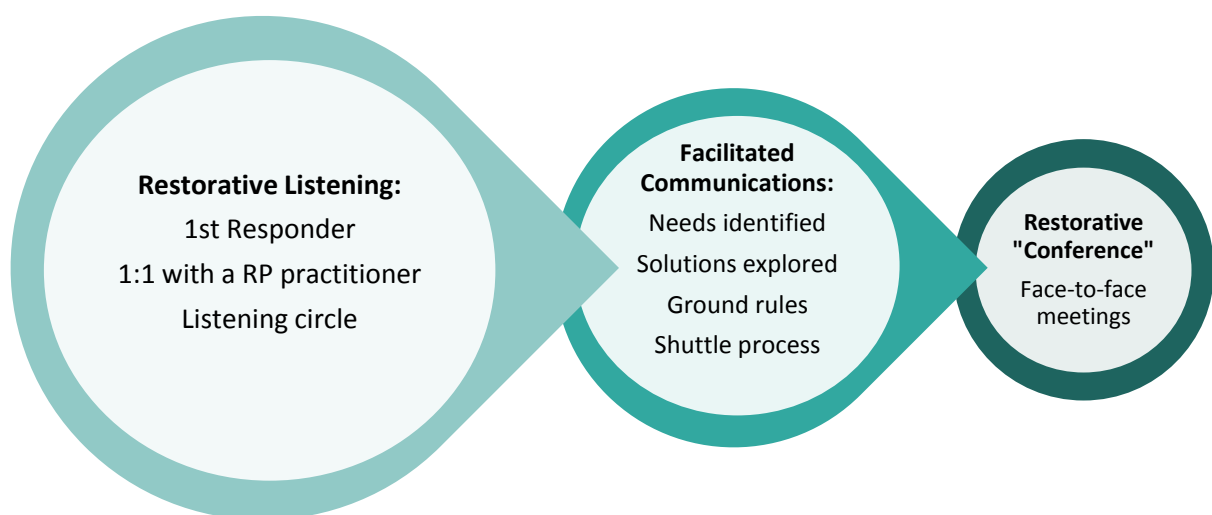 Restorative Listening:
1st Responder
1:1 with a RP practitioner
Listening circle
Facilitated
Communications:
Needs identified
Solutions explored
Ground rules
Shuttle process
Restorative
"Conference"
Face-to-face
meetings